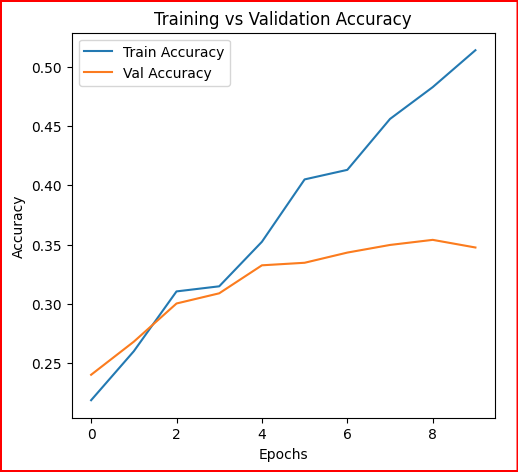 Training vs Validation Accuracy
Train Accuracy
Val Accuracy
0.50
0.45
0.40
0.35
0.30
0.25
Accuracy
0 2 4 6 8
Epochs